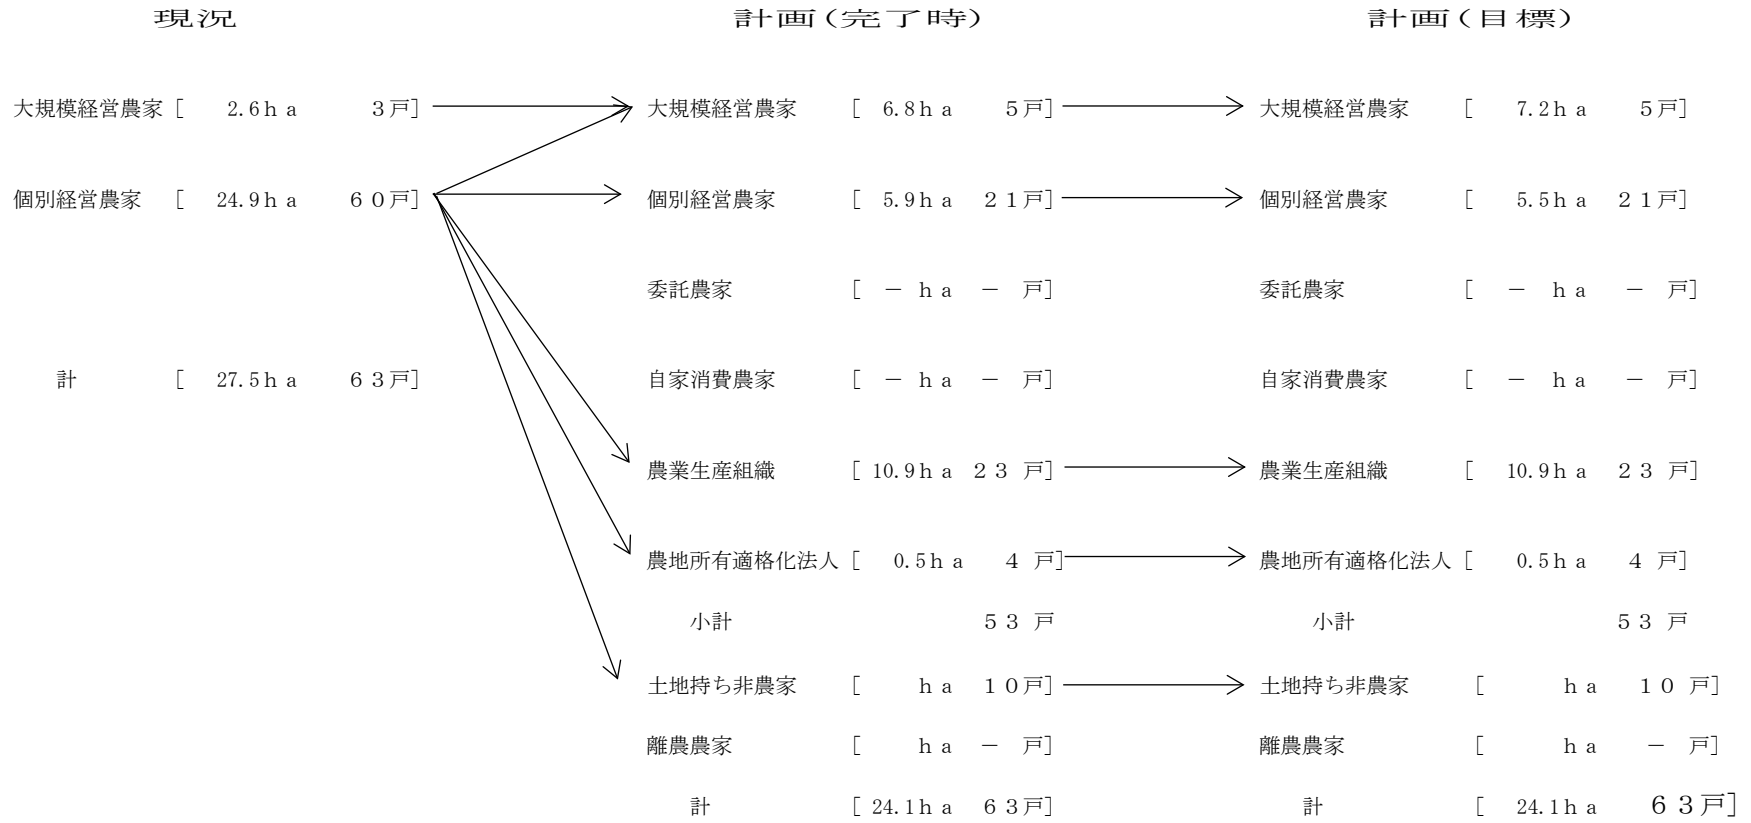 現況 計画(完了時) 計画(目標)
大規模経営農家 [ 2.6ha 3戸] 大規模経営農家 [ 6.8ha 5戸] 大規模経営農家 [ 7.2ha 5戸]
個別経営農家 [ 24.9ha 60戸] 個別経営農家 [ 5.9ha 21戸] 個別経営農家 [ 5.5ha 21戸]
委託農家 [ － ha － 戸] 委託農家 [ － ha － 戸]
計 [ 27.5ha 63戸] 自家消費農家 [ － ha － 戸] 自家消費農家 [ － ha － 戸]
農業生産組織 [ 10.9ha 23 戸] 農業生産組織 [ 10.9ha 23 戸]
農地所有適格化法人 [ 0.5ha 4 戸] 農地所有適格化法人 [ 0.5ha 4 戸]
小計 53 戸 小計 53 戸
土地持ち非農家 [ ha 10戸] 土地持ち非農家 [ ha 10 戸]
離農農家 [ ha － 戸] 離農農家 [ ha － 戸]
計 [ 24.1ha 63戸] 計 [ 24.1ha 63戸]